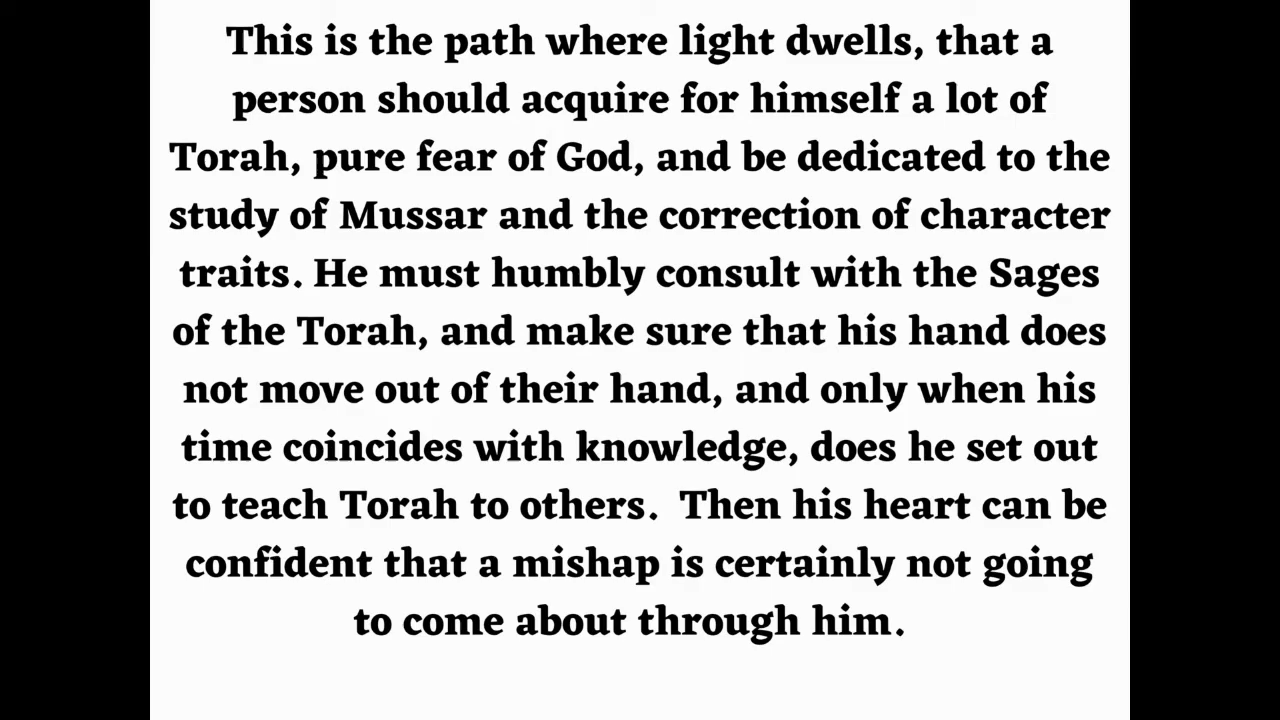 This is the path where light dwells, that a
person should acquire for himself a lot of
Torah, pure fear of God, and be dedicated to the
study of Mussar and the correction of character
traits. He must humbly consult with the Sages
of the Torah, and make sure that his hand does
not move out of their hand, and only when his
time coincides with knowledge, does he set out
to teach Torah to others.  Then his heart can be
confident that a mishap is certainly not going
to come about through him.